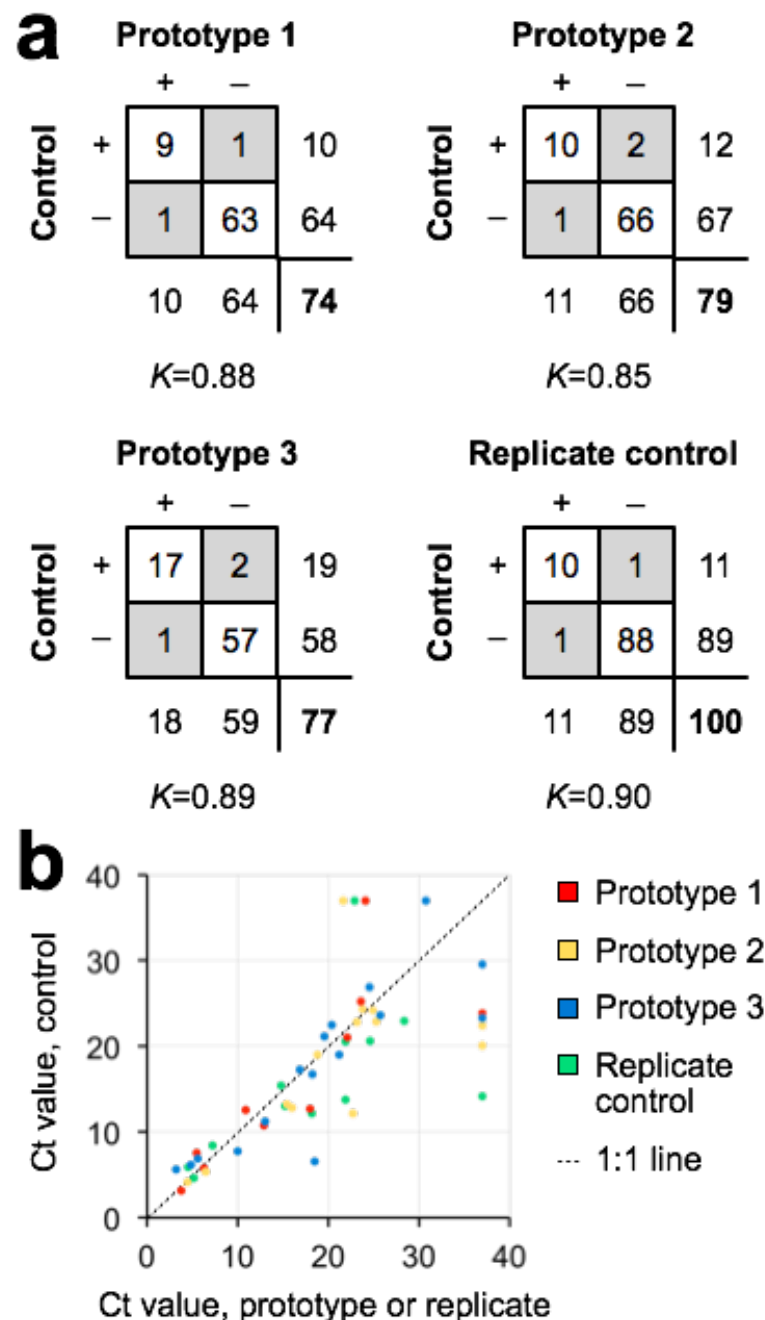 a
Prototype 1
Prototype 2
+ –
+ –
Control
+ 9 1 10
– 1 63 64
10 64 74
K=0.88
Control
+ 10 2 12
– 1 66 67
11 66 79
K=0.85
Prototype 3
Replicate control
+ –
+ –
Control
+ 17 2 19
– 1 57 58
18 59 77
K=0.89
Control
+ 10 1 11
– 1 88 89
11 89 100
K=0.90
b
Ct value, control
40
30
20
10
0
0 10 20 30 40
Ct value, prototype or replicate
Prototype 1
Prototype 2
Prototype 3
Replicate
control
1:1 line